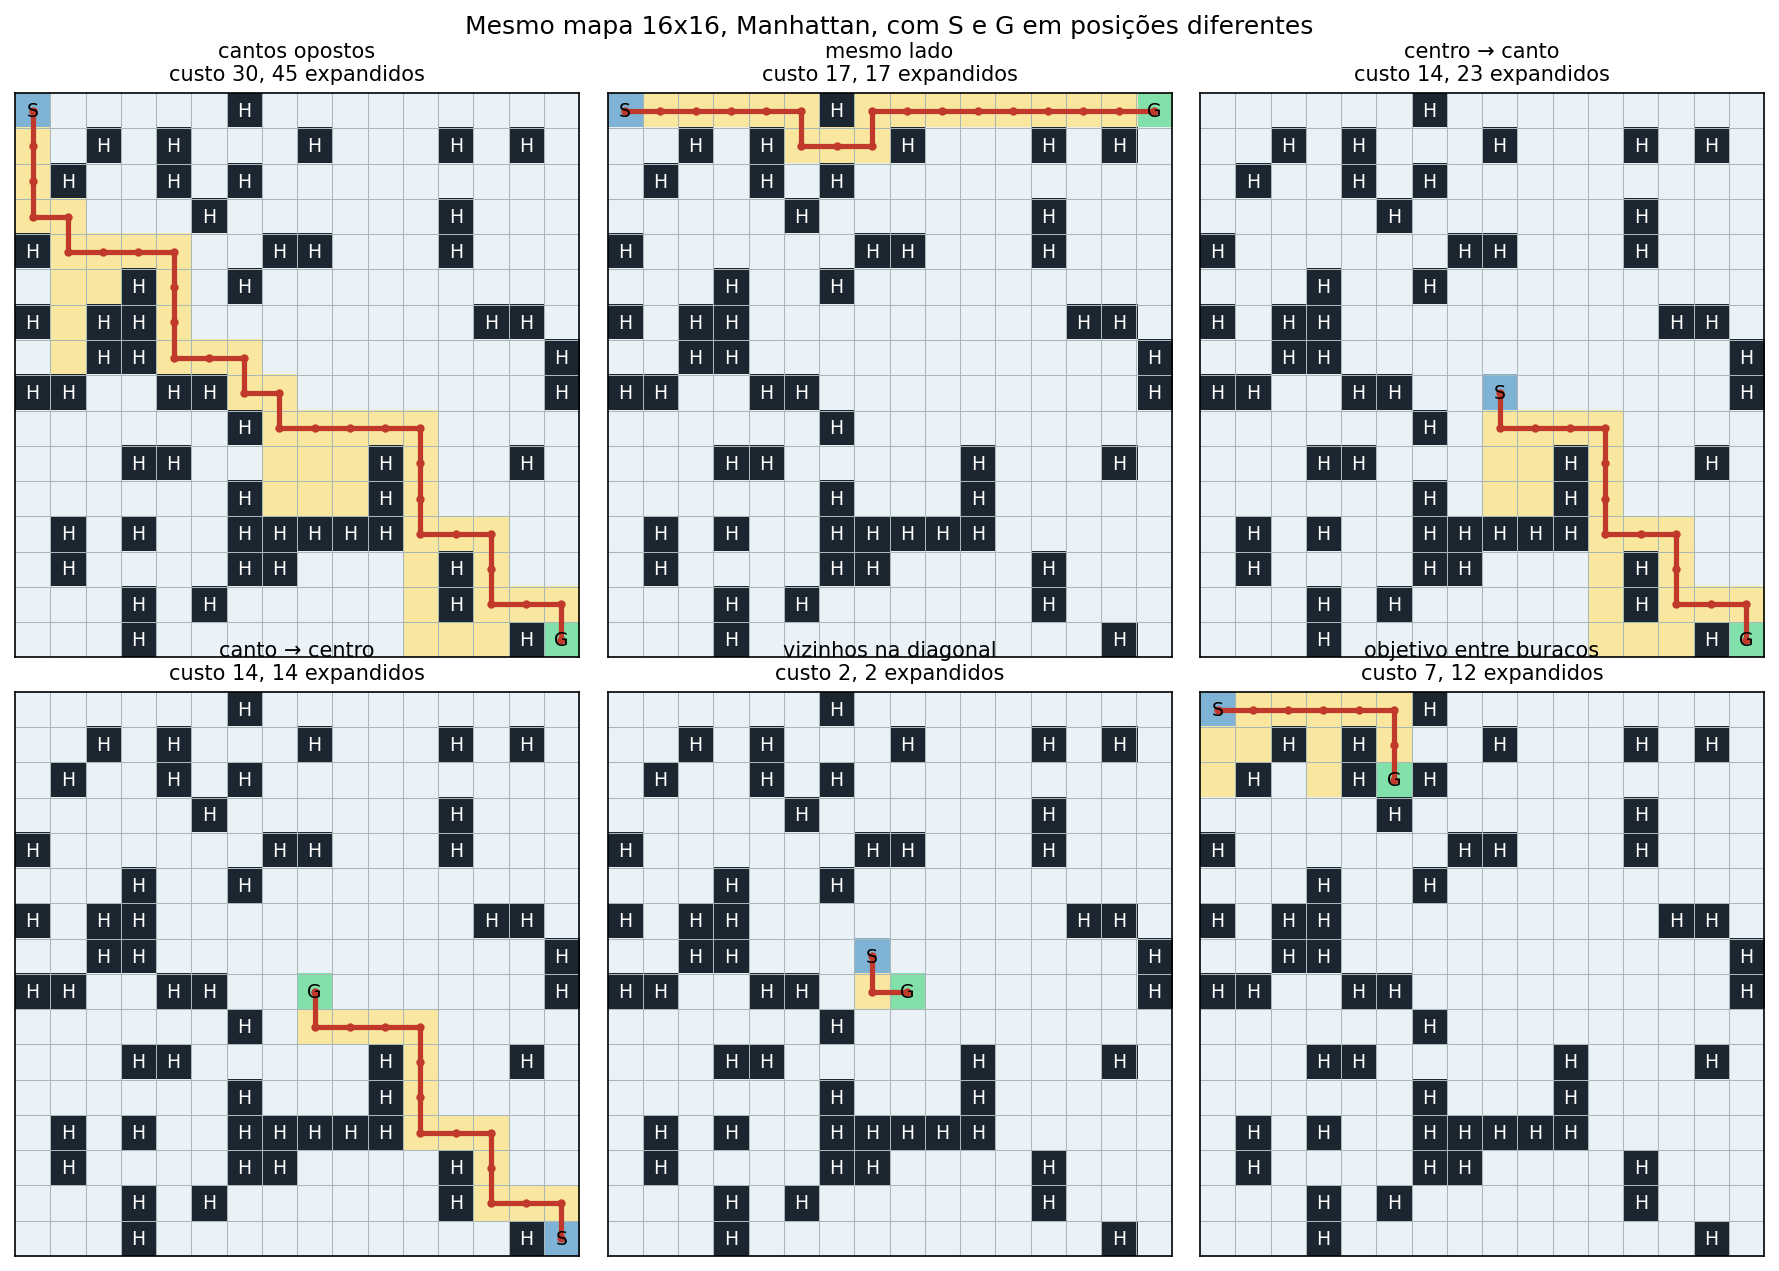 Mesmo mapa 16x16, Manhattan, com S e G em posições diferentes
cantos opostos
custo 30, 45 expandidos
S H
H H H H H
H H H
H H
H H H H
H H
H H H H H
H H H
H H H H H
H
H H H H
H H
H H H H H H H
H H H H
H H H
H H G
mesmo lado
custo 17, 17 expandidos
S H G
H H H H H
H H H
H H
H H H H
H H
H H H H H
H H H
H H H H H
H
H H H H
H H
H H H H H H H
H H H H
H H H
H H
centro → canto
custo 14, 23 expandidos
H
H H H H H
H H H
H H
H H H H
H H
H H H H H
H H H
H H H H S H
H
H H H H
H H
H H H H H H H
H H H H
H H H
H H G
canto → centro
custo 14, 14 expandidos
H
H H H H H
H H H
H H
H H H H
H H
H H H H H
H H H
H H H H G H
H
H H H H
H H
H H H H H H H
H H H H
H H H
H H S
vizinhos na diagonal
custo 2, 2 expandidos
H
H H H H H
H H H
H H
H H H H
H H
H H H H H
H H S H
H H H H G H
H
H H H H
H H
H H H H H H H
H H H H
H H H
H H
objetivo entre buracos
custo 7, 12 expandidos
S H
H H H H H
H H G H
H H
H H H H
H H
H H H H H
H H H
H H H H H
H
H H H H
H H
H H H H H H H
H H H H
H H H
H H